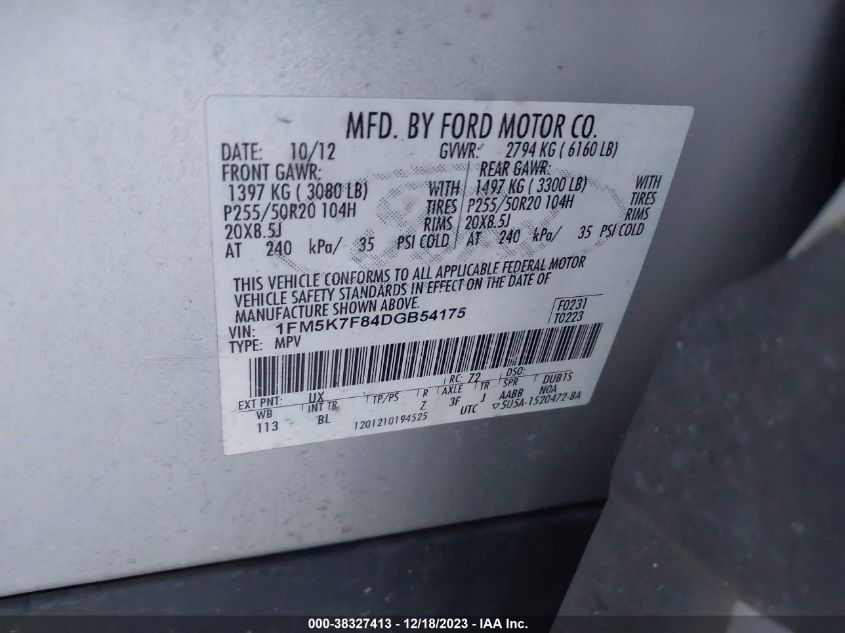 MFD. BY FORD MOTOR CO.
DATE: 10/12 GVWR: 2794 KG ( 6160 LB)
FRONT GAWR: REAR GAWR:
1397 KG ( 3080 LB) WITH 1497 KG ( 3300 LB) WITH
P255/50R20 104H TIRES P255/50R20 104H TIRES
20X8.5J RIMS 20X8.5J RIMS
AT 240 kPa/ 35 PSI COLD AT 240 kPa/ 35 PSI COLD
THIS VEHICLE CONFORMS TO ALL APPLICABLE FEDERAL MOTOR
VEHICLE SAFETY STANDARDS IN EFFECT ON THE DATE OF
MANUFACTURE SHOWN ABOVE.
F0231
VIN: 1FM5K7F84DGB54175
T0223
TYPE: MPV
EXT PNT: UX RC: 72 DSO:
WB INT TR TP/PS R AXLE TR SPR DUBTS
113 BL Z 3F J AABB NOA
1201210194525 UTC ▽5U5A-1520472-BA
000-38327413 - 12/18/2023 - IAAI.com